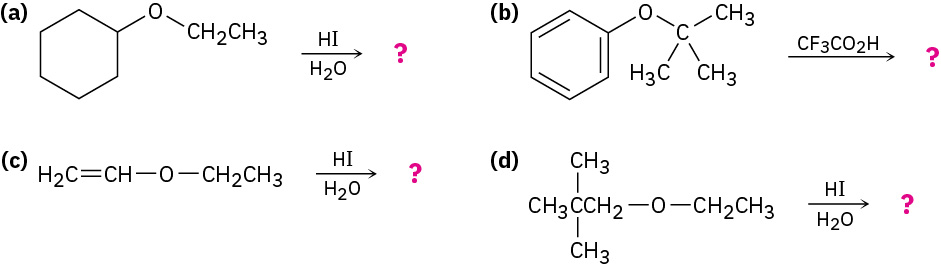 (a) O CH₂CH₃ HI H₂O ?
(b) O CH₃ C H₃C CH₃ CF₃CO₂H ?
(c) H₂C=CH—O—CH₂CH₃ HI H₂O ?
(d) CH₃
CH₃CCH₂—O—CH₂CH₃ HI H₂O ?
CH₃